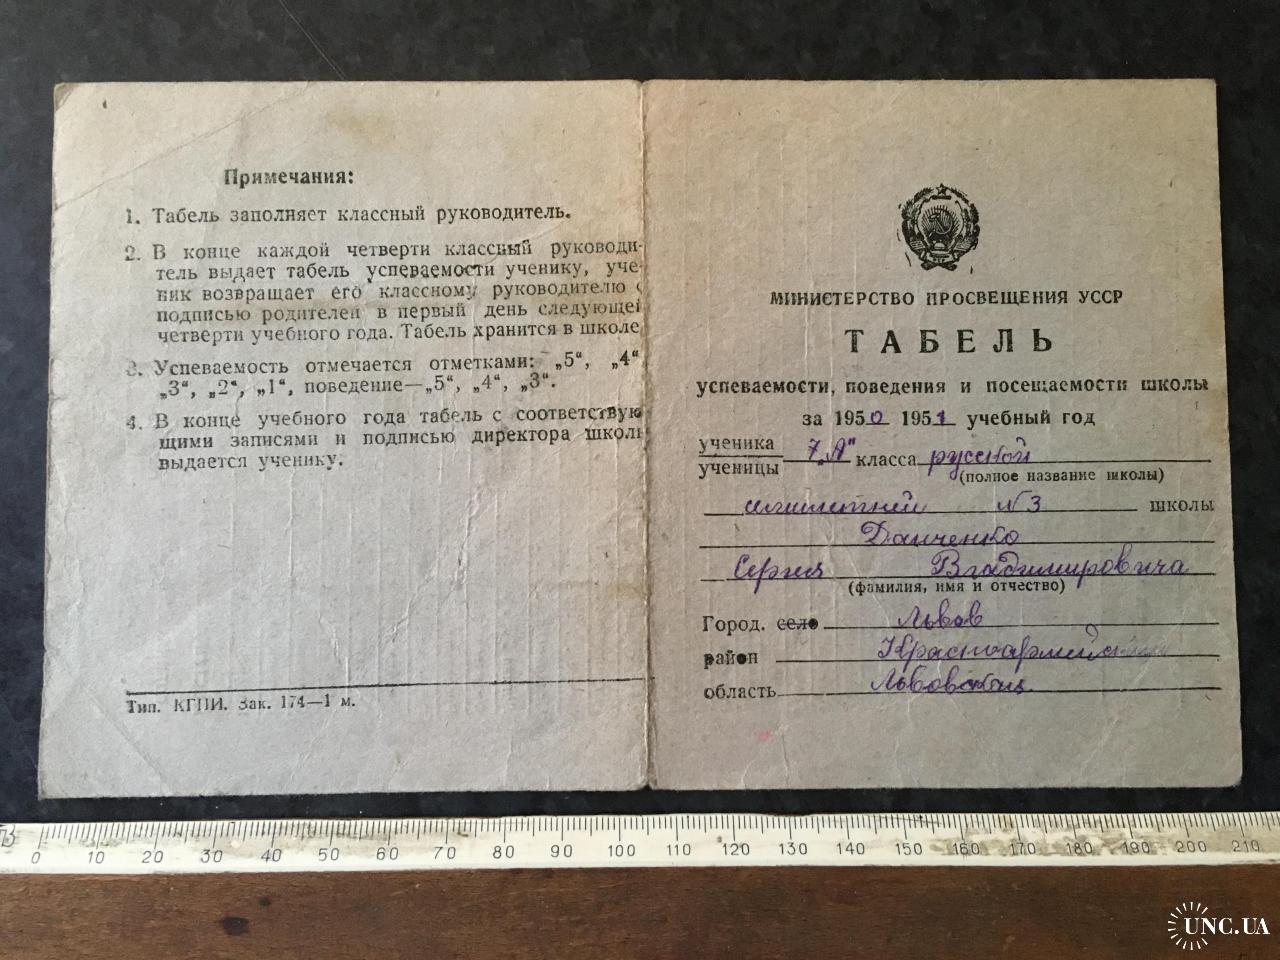 Примечания:
1. Табель заполняет классный руководитель.
2. В конце каждой четверти классный руководи-
тель выдает табель успеваемости ученику, уче-
ник возвращает его классному руководителю с
подписью родителей в первый день следующей
четверти учебного года. Табель хранится в школе
3. Успеваемость отмечается отметками: „5“, „4“
„3“, „2“, „1“, поведение—„5“, „4“, „3“.
4. В конце учебного года табель с соответствую
щими записями и подписью директора школы
выдается ученику.
Тип. КГПИ. Зак. 174—1 м.
МИНИСТЕРСТВО ПРОСВЕЩЕНИЯ УССР
ТАБЕЛЬ
успеваемости, поведения и посещаемости школы
за 1950 1951 учебный год
ученика
ученицы 7„А“ класса русской
(полное название школы)
семилетней №3 школы
Данченко
Сергея Владимировича
(фамилия, имя и отчество)
Город. село Львов
район Красноармейский
область Львовская
0 10 20 30 40 50 60 70 80 90 100 110 120 130 140 150 160 170 180 190 200 210
UNC.UA